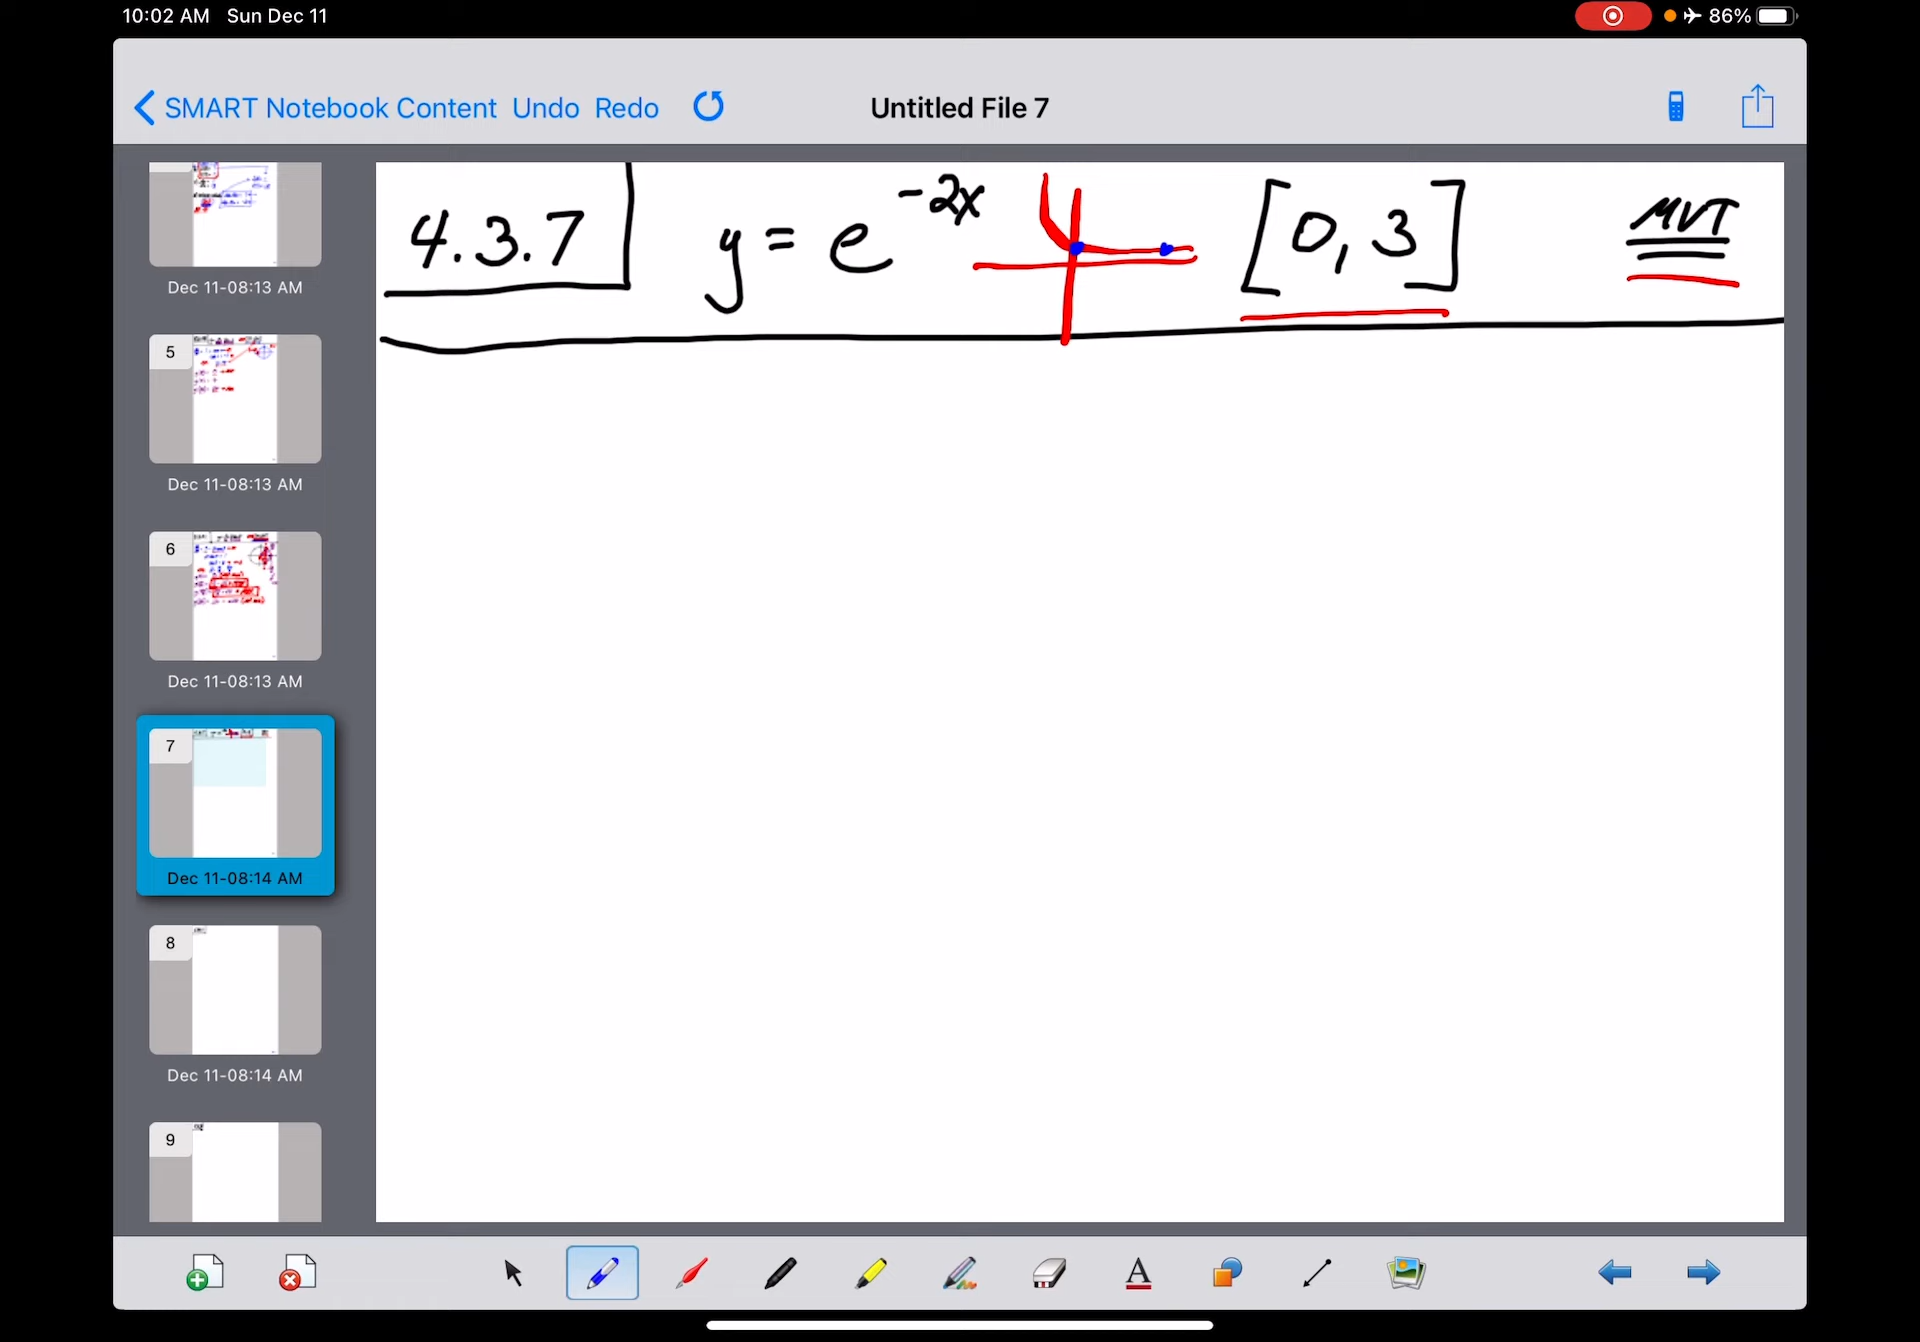 10:02 AM Sun Dec 11
86%
SMART Notebook Content Undo Redo
Untitled File 7
4.3.7 y = e^{-2x} [0, 3] MVT
Dec 11-08:13 AM
5
Dec 11-08:13 AM
6
Dec 11-08:13 AM
7
Dec 11-08:14 AM
8
Dec 11-08:14 AM
9
A